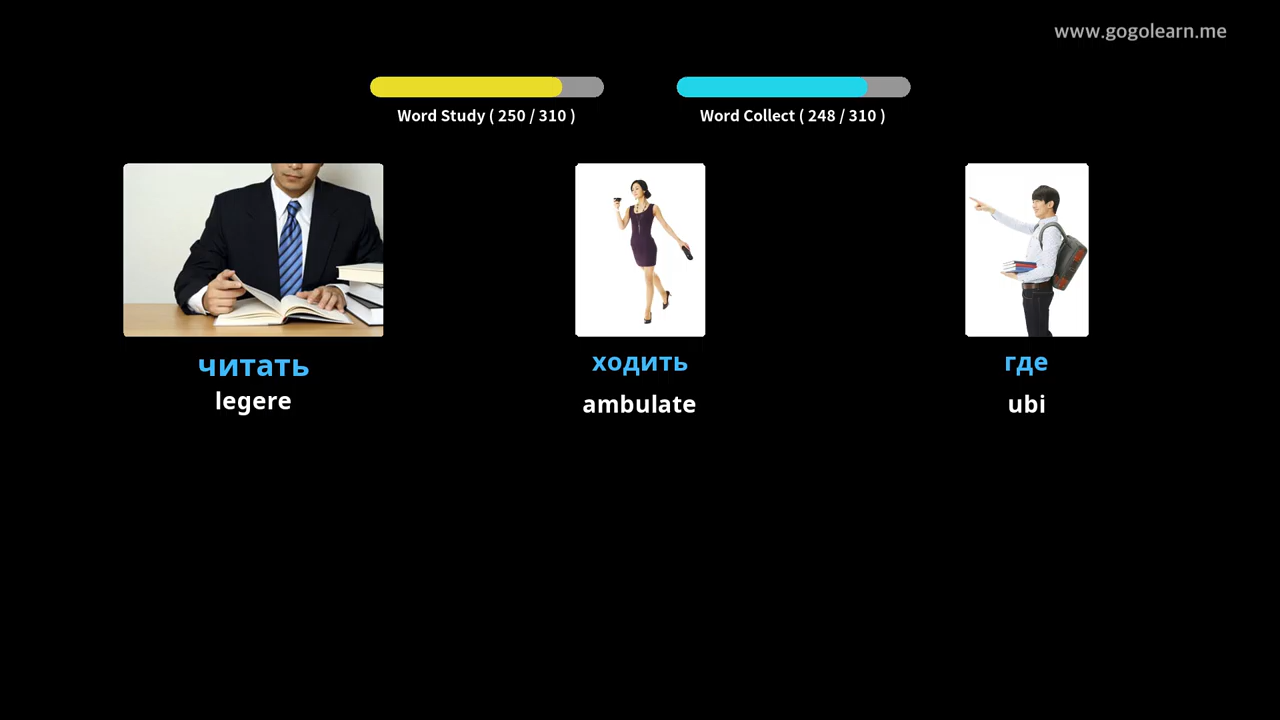 www.gogolearn.me
Word Study ( 250 / 310 )
Word Collect ( 248 / 310 )
читать
legere
ходить
ambulate
где
ubi